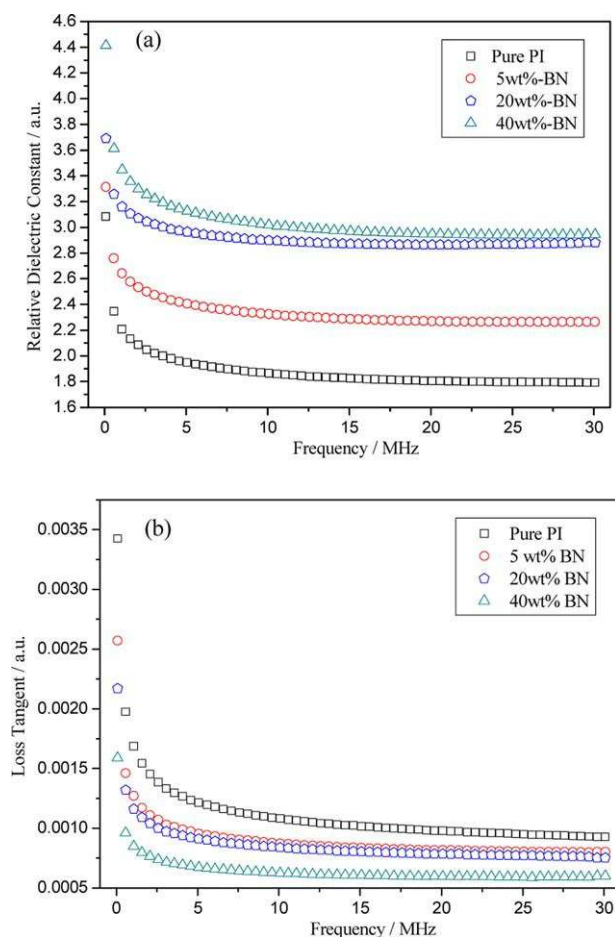 (a)
Pure PI
5wt%-BN
20wt%-BN
40wt%-BN
4.6
4.4
4.2
4.0
3.8
3.6
3.4
3.2
3.0
2.8
2.6
2.4
2.2
2.0
1.8
1.6
Relative Dielectric Constant / a.u.
0 5 10 15 20 25 30
Frequency / MHz
(b)
Pure PI
5 wt% BN
20wt% BN
40wt% BN
0.0035
0.0030
0.0025
0.0020
0.0015
0.0010
0.0005
Loss Tangent / a.u.
0 5 10 15 20 25 30
Frequency / MHz